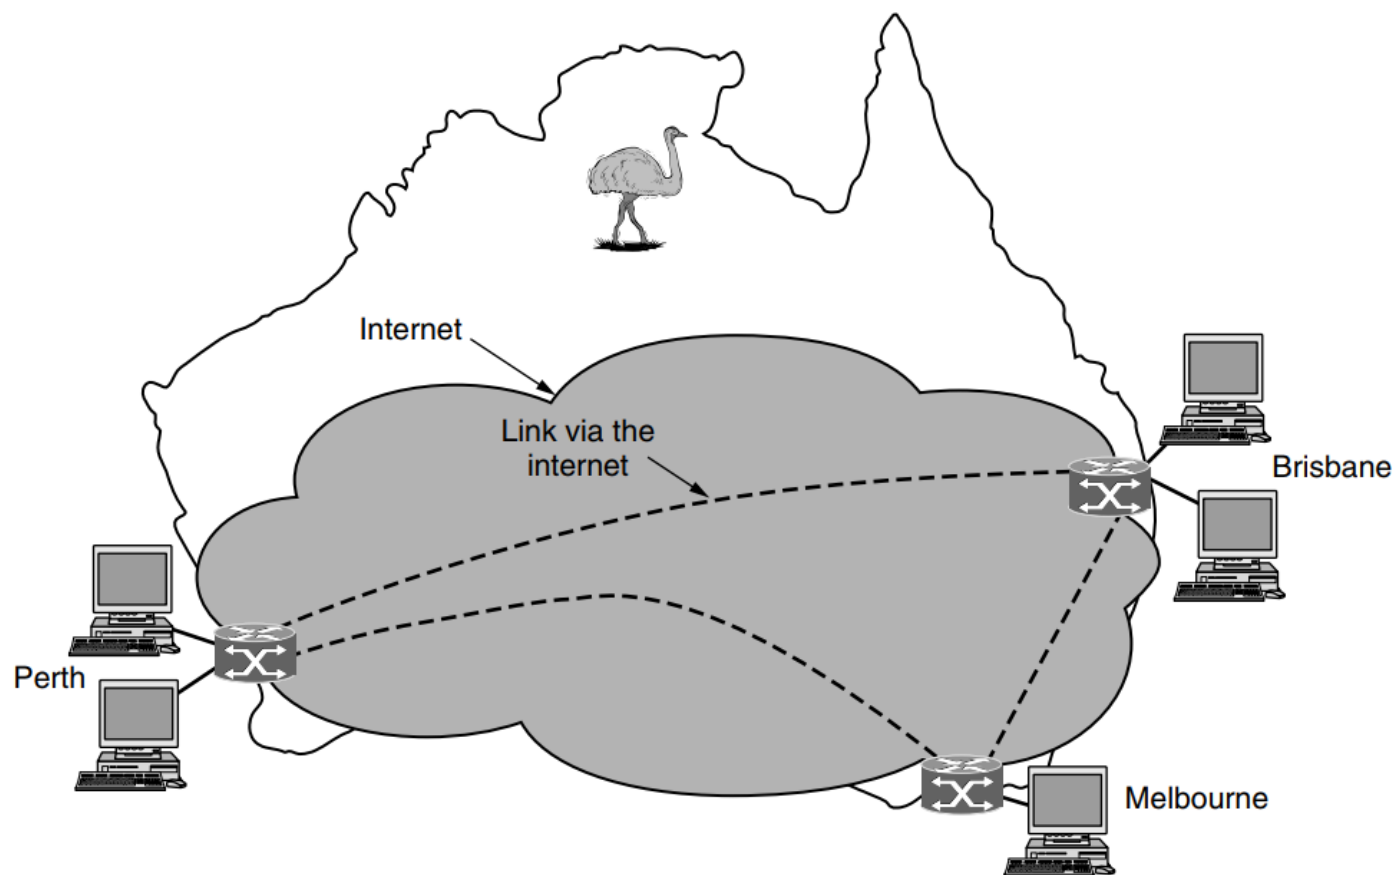 Internet
Link via the
internet
Brisbane
Perth
Melbourne